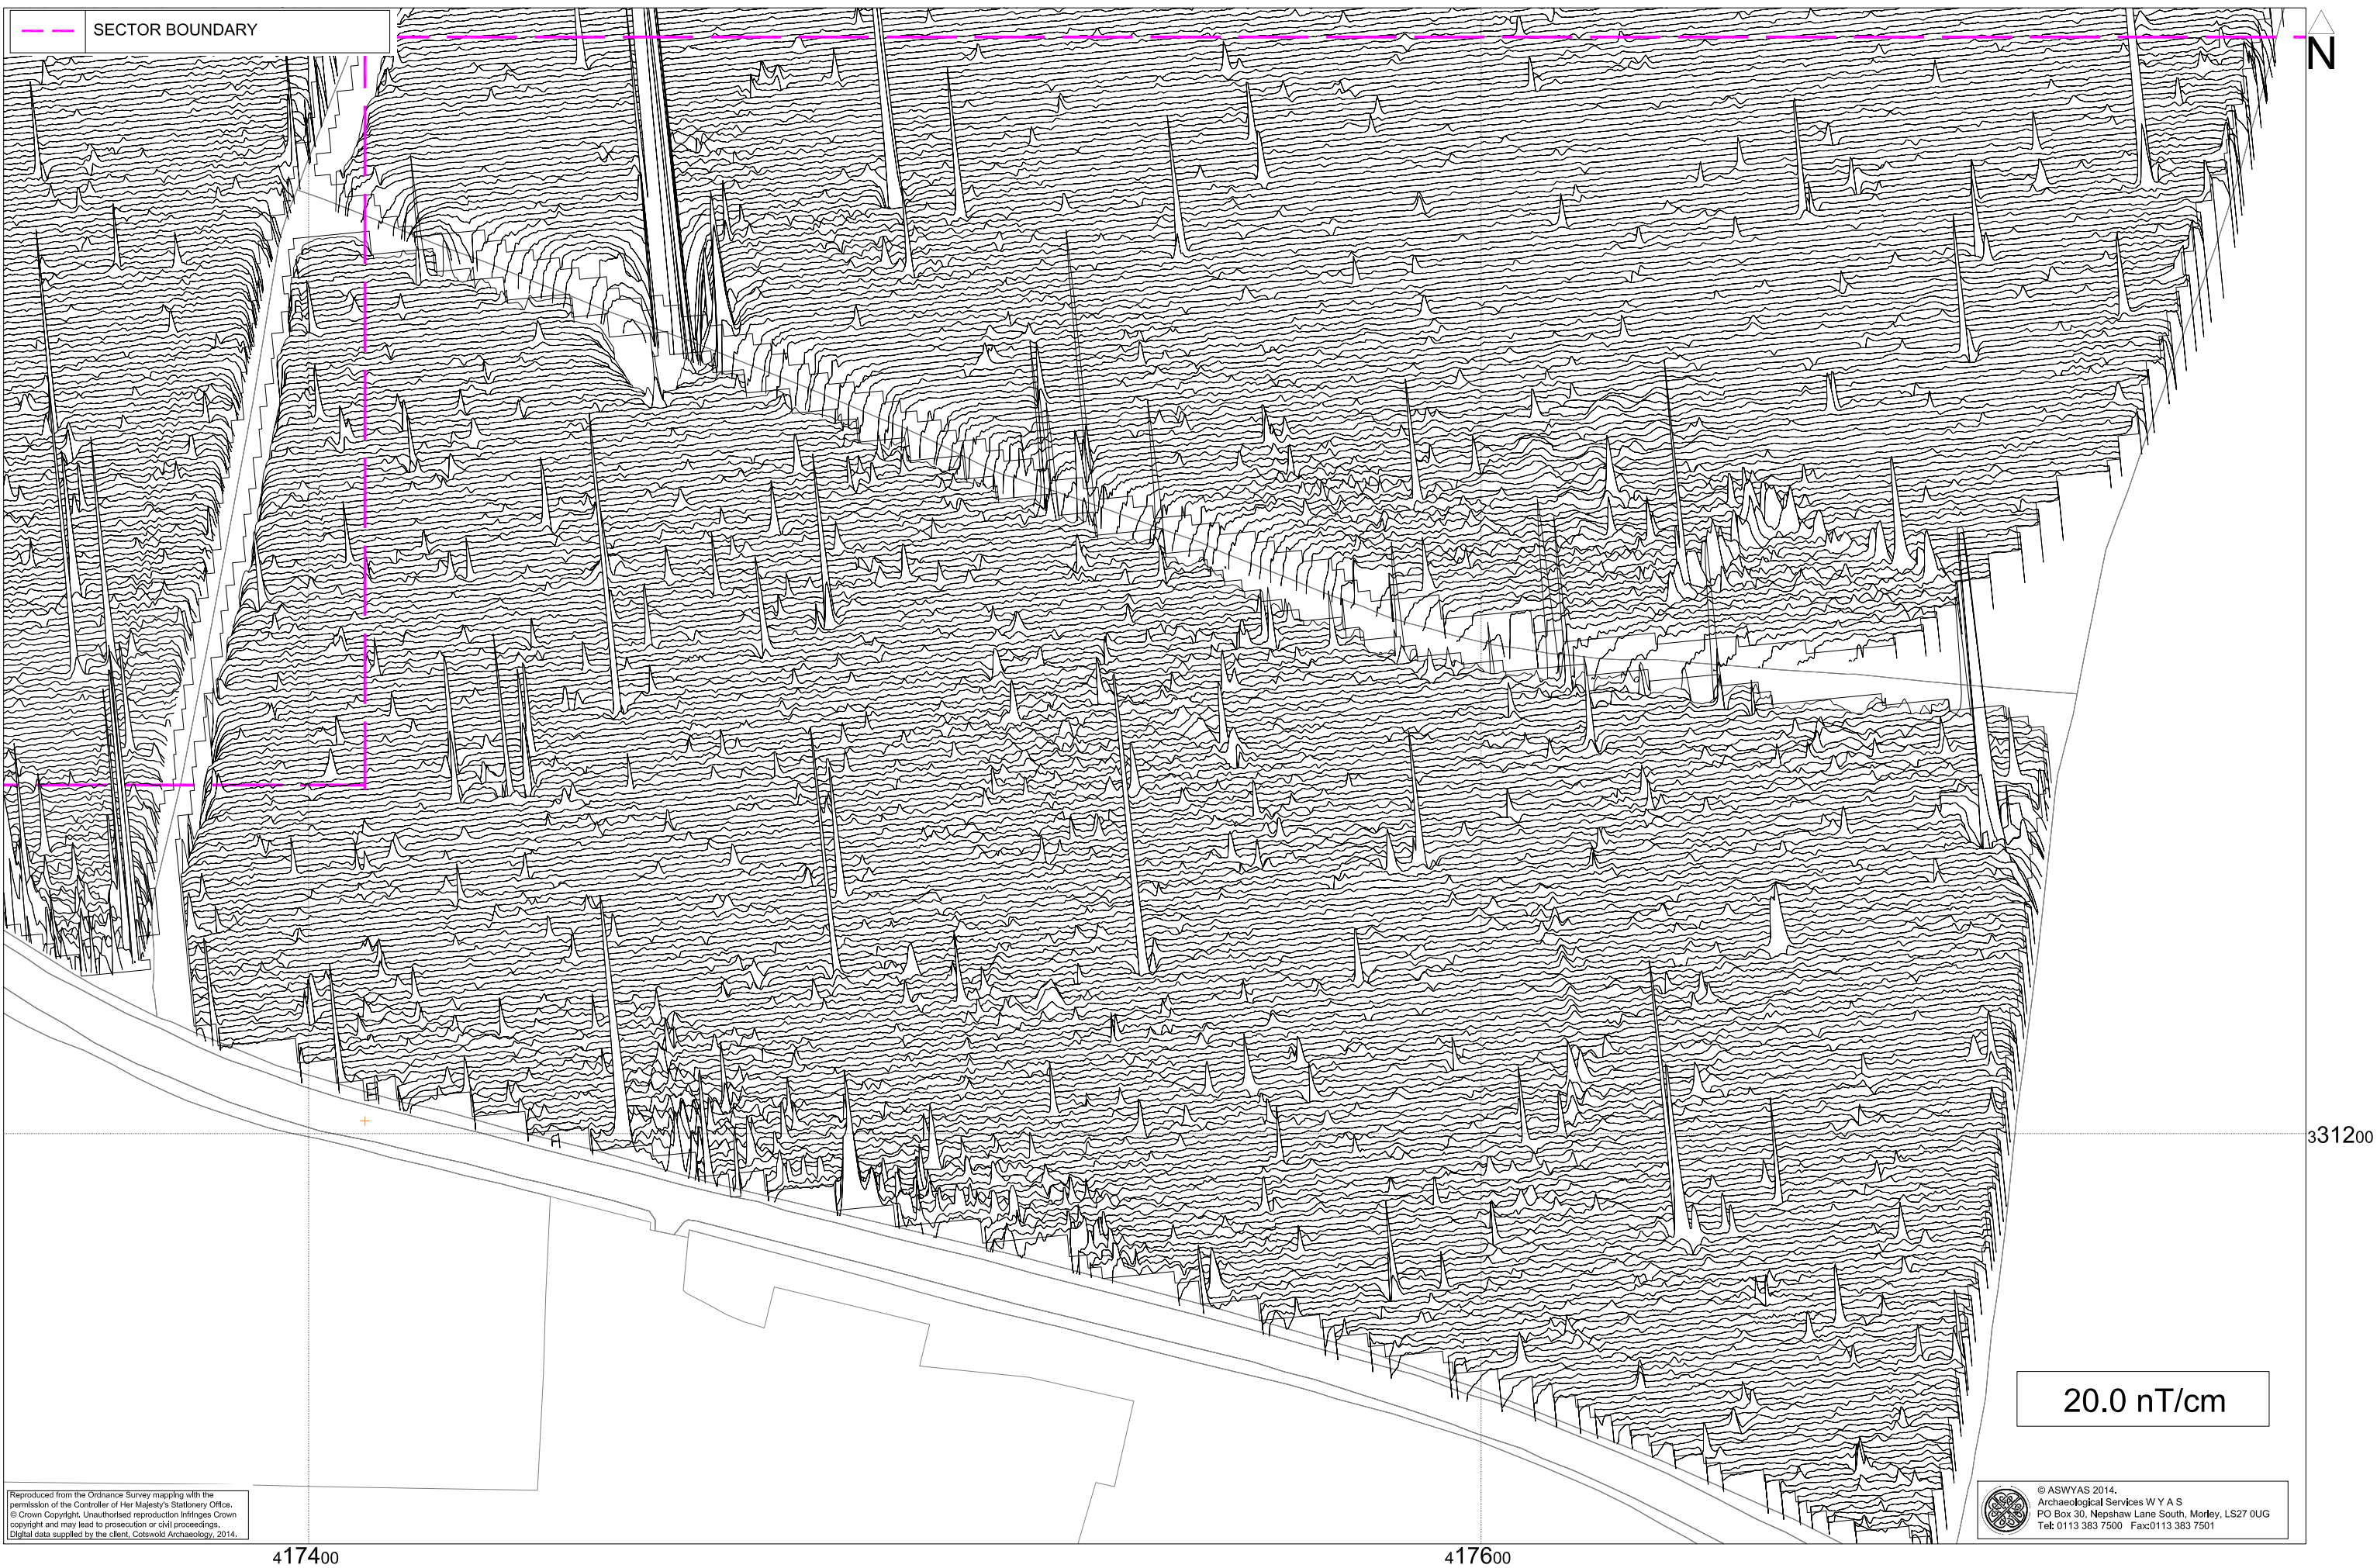 SECTOR BOUNDARY
N
331200
20.0 nT/cm
Reproduced from the Ordnance Survey mapping with the
permission of the Controller of Her Majesty's Stationery Office.
© Crown Copyright. Unauthorised reproduction infringes Crown
copyright and may lead to prosecution or civil proceedings.
Digital data supplied by the client, Cotswold Archaeology, 2014.
© ASWYAS 2014.
Archaeological Services W Y A S
PO Box 30, Nepshaw Lane South, Morley, LS27 0UG
Tel: 0113 383 7500 Fax:0113 383 7501
417400
417600